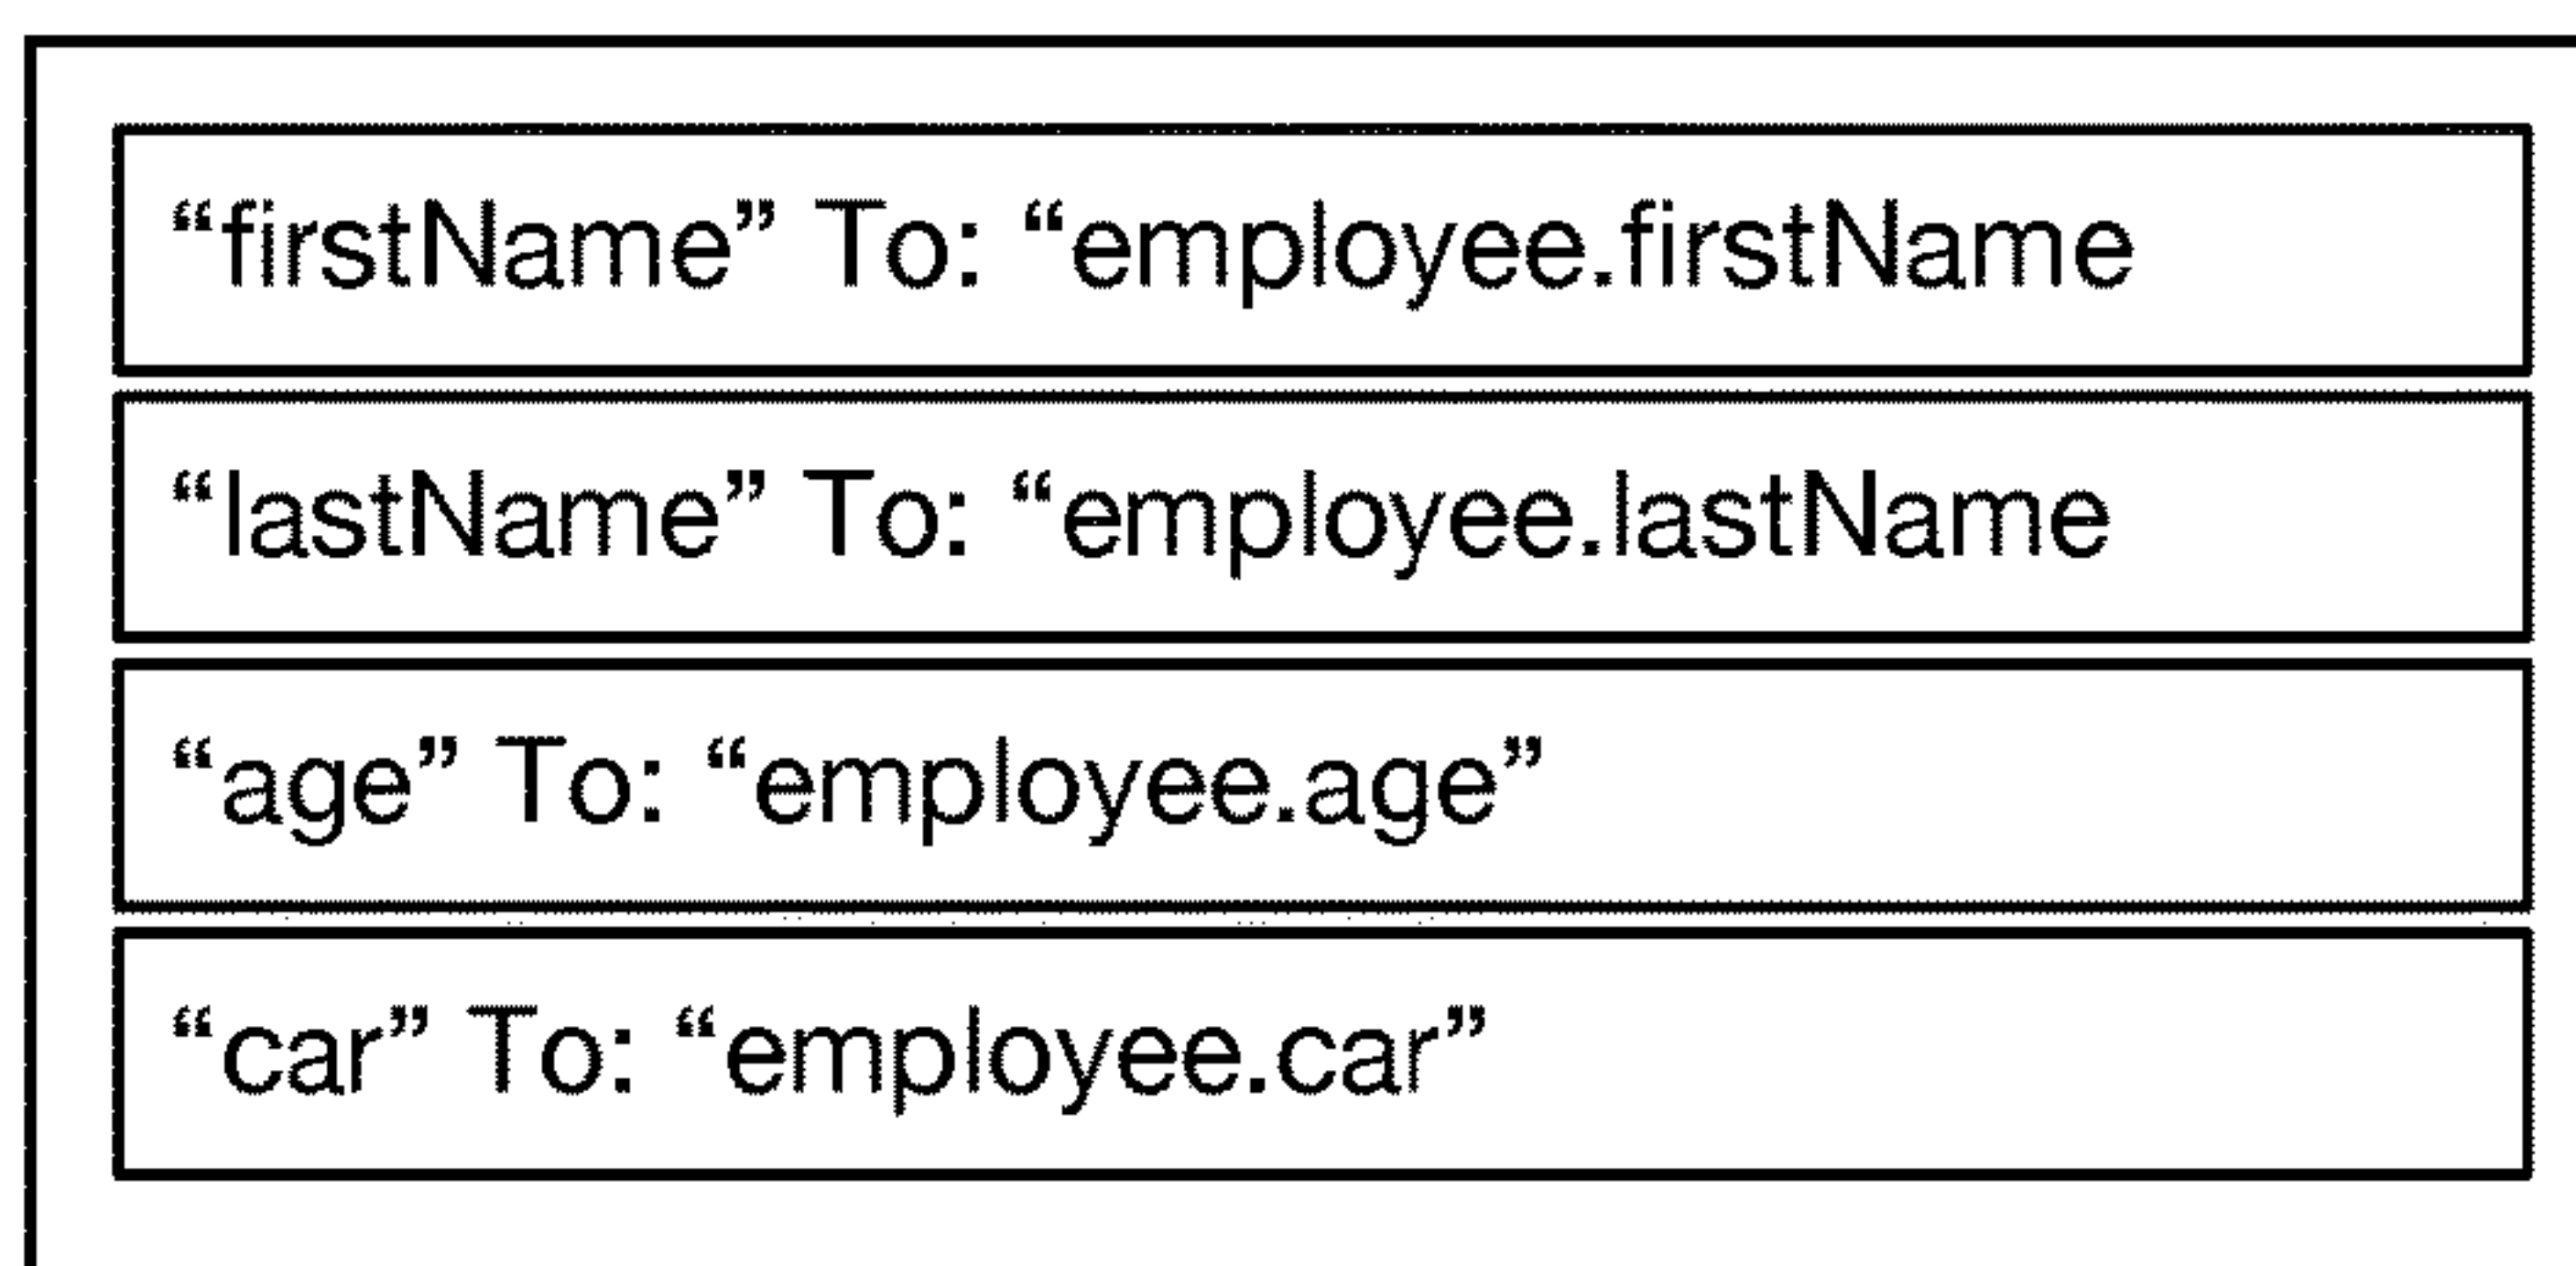 “firstName” To: “employee.firstName
“lastName” To: “employee.lastName
“age” To: “employee.age”
“car” To: “employee.car”